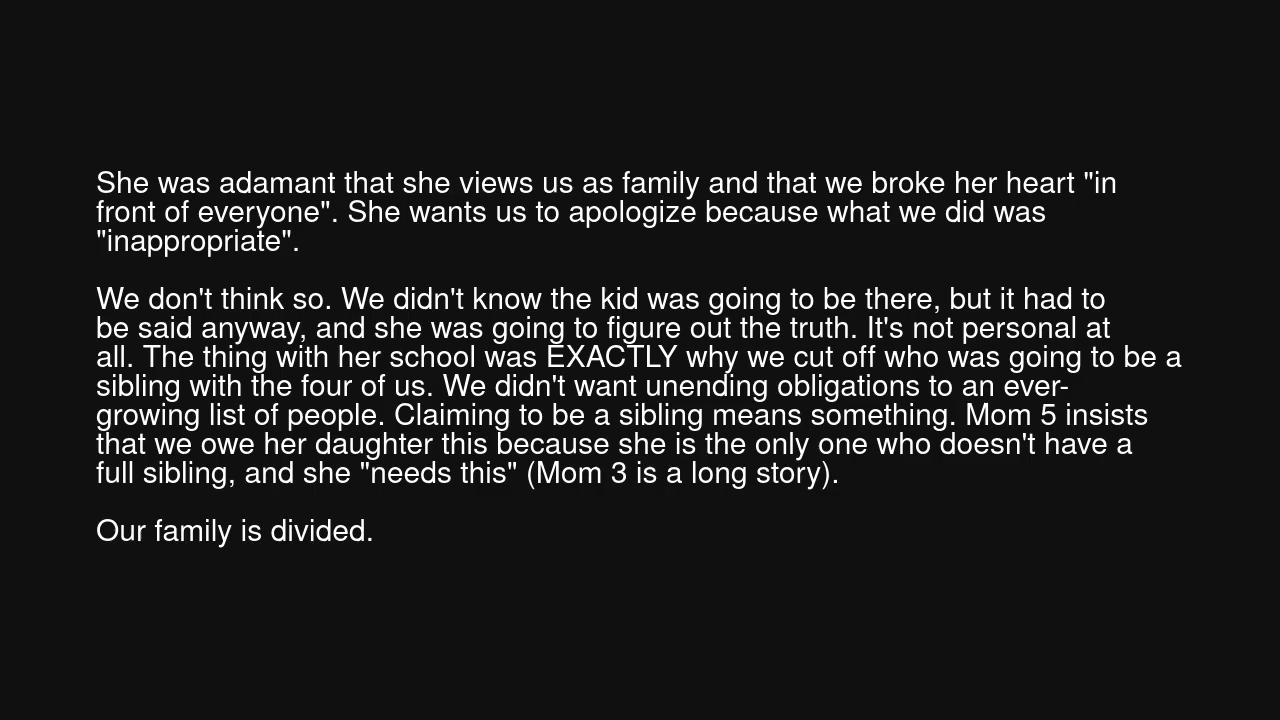 She was adamant that she views us as family and that we broke her heart "in
front of everyone". She wants us to apologize because what we did was
"inappropriate".
We don't think so. We didn't know the kid was going to be there, but it had to
be said anyway, and she was going to figure out the truth. It's not personal at
all. The thing with her school was EXACTLY why we cut off who was going to be a
sibling with the four of us. We didn't want unending obligations to an ever-
growing list of people. Claiming to be a sibling means something. Mom 5 insists
that we owe her daughter this because she is the only one who doesn't have a
full sibling, and she "needs this" (Mom 3 is a long story).
Our family is divided.